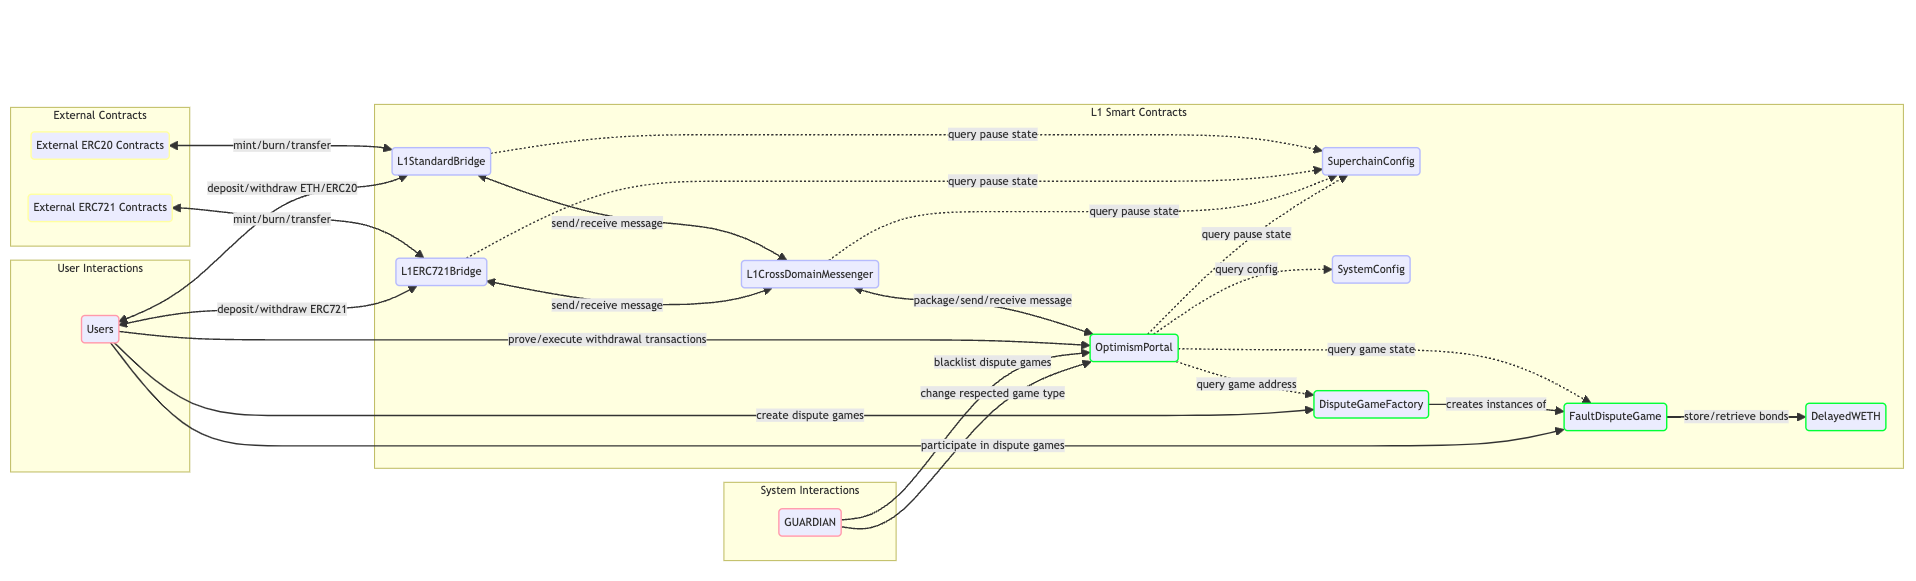 External Contracts
External ERC20 Contracts
External ERC721 Contracts
User Interactions
Users
mint/burn/transfer
deposit/withdraw ETH/ERC20
mint/burn/transfer
deposit/withdraw ERC721
L1 Smart Contracts
L1StandardBridge
L1ERC721Bridge
send/receive message
send/receive message
L1CrossDomainMessenger
query pause state
query pause state
query pause state
query pause state
query config
package/send/receive message
prove/execute withdrawal transactions
blacklist dispute games
change respected game type
create dispute games
participate in dispute games
OptimismPortal
SuperchainConfig
SystemConfig
query game state
query game address
DisputeGameFactory
creates instances of
FaultDisputeGame
store/retrieve bonds
DelayedWETH
System Interactions
GUARDIAN